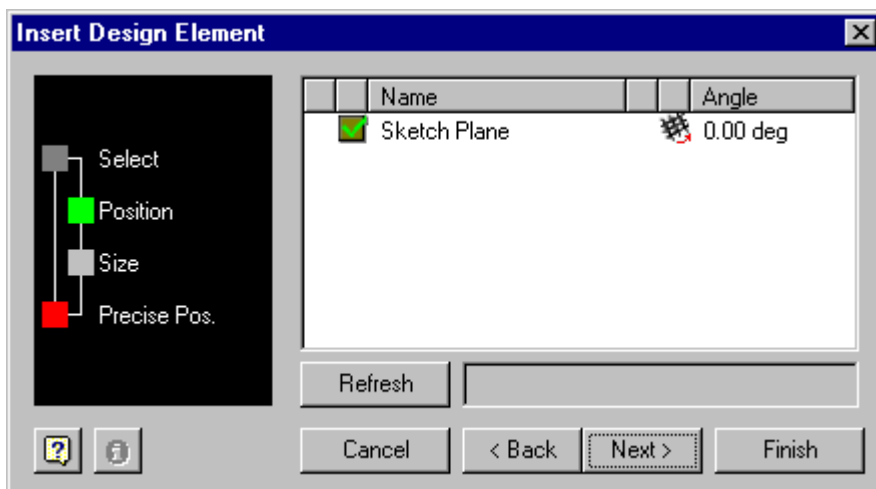 Insert Design Element
Name Angle
Sketch Plane 0.00 deg
Select
Position
Size
Precise Pos.
Refresh
Cancel < Back Next > Finish